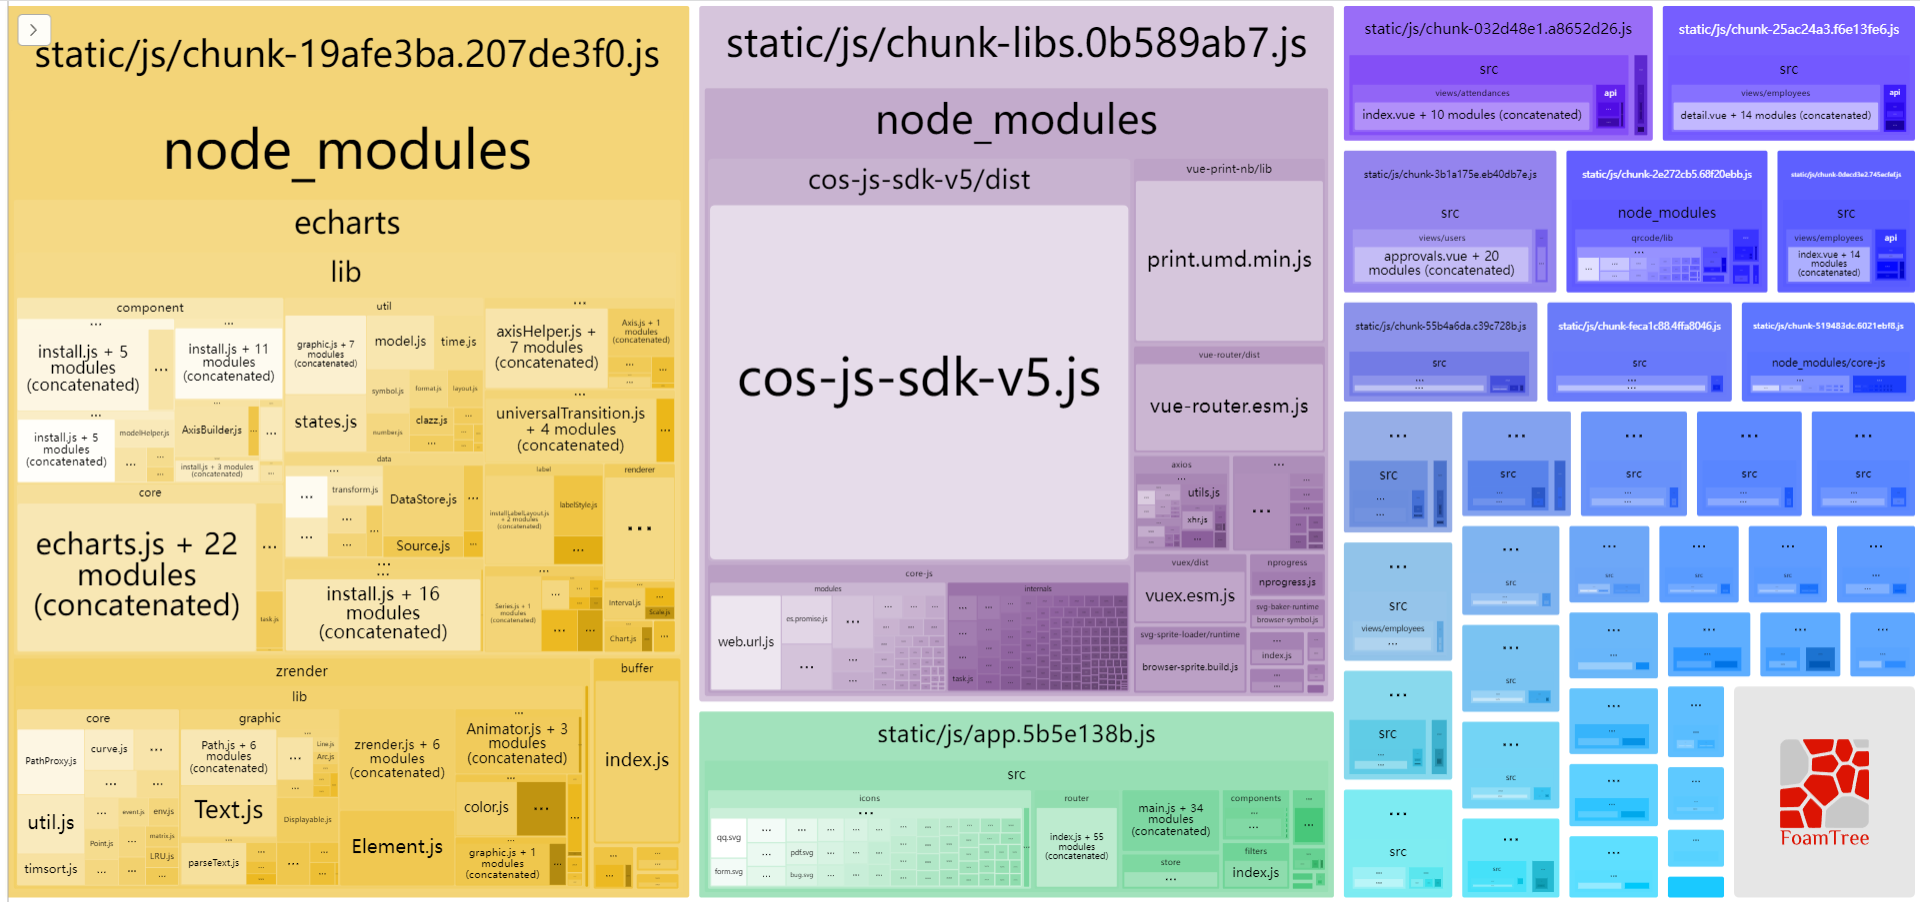 static/js/chunk-19afe3ba.207de3f0.js
node_modules
echarts
lib
component
...
install.js + 5
modules
(concatenated)
...
...
install.js + 11
modules
(concatenated)
...
install.js + 5
modules
(concatenated)
modelHelper.js
...
...
...
AxisBuilder.js
...
...
install.js + 3 modules
(concatenated)
...
util
graphic.js + 7
modules
(concatenated)
model.js
time.js
symbol.js
format.js
layout.js
states.js
number.js
clazz.js
...
...
...
axisHelper.js +
7 modules
(concatenated)
Axis.js + 1
modules
(concatenated)
...
...
...
...
universalTransition.js
+ 4 modules
(concatenated)
...
core
echarts.js + 22
modules
(concatenated)
...
task.js
data
...
...
transform.js
DataStore.js
...
...
...
...
...
Source.js
...
...
install.js + 16
modules
(concatenated)
label
installLabelLayout.js
+ 2 modules
(concatenated)
labelStyle.js
...
renderer
...
...
Series.js + 1
modules
(concatenated)
...
...
...
...
Interval.js
Scale.js
Chart.js
...
zrender
lib
core
PathProxy.js
curve.js
...
...
...
util.js
...
event.js
env.js
matrix.js
Point.js
...
LRU.js
timsort.js
...
...
graphic
Path.js + 6
modules
(concatenated)
...
...
Line.js
Arc.js
...
Text.js
Displayable.js
...
parseText.js
...
...
...
zrender.js + 6
modules
(concatenated)
Element.js
...
Animator.js + 3
modules
(concatenated)
...
color.js
...
...
graphic.js + 1
modules
(concatenated)
...
...
buffer
index.js
...
...
...
...
static/js/chunk-libs.0b589ab7.js
node_modules
cos-js-sdk-v5/dist
cos-js-sdk-v5.js
vue-print-nb/lib
print.umd.min.js
vue-router/dist
vue-router.esm.js
axios
...
utils.js
xhr.js
...
...
...
core-js
modules
web.url.js
es.promise.js
...
...
...
...
internals
task.js
vuex/dist
vuex.esm.js
nprogress
nprogress.js
svg-baker-runtime
browser-symbol.js
svg-sprite-loader/runtime
browser-sprite.build.js
...
index.js
...
static/js/app.5b5e138b.js
src
icons
...
qq.svg
...
...
...
pdf.svg
form.svg
...
bug.svg
router
index.js + 55
modules
(concatenated)
main.js + 34
modules
(concatenated)
store
...
components
...
...
filters
index.js
...
...
static/js/chunk-032d48e1.a8652d26.js
src
views/attendances
api
index.vue + 10 modules (concatenated)
static/js/chunk-25ac24a3.f6e13fe6.js
src
views/employees
api
detail.vue + 14 modules (concatenated)
static/js/chunk-3b1a175e.eb40db7e.js
src
views/users
approvals.vue + 20
modules (concatenated)
static/js/chunk-2e272cb5.68f20ebb.js
node_modules
qrcode/lib
...
static/js/chunk-0decd3e2.745ecfef.js
src
views/employees
api
index.vue + 14
modules
(concatenated)
static/js/chunk-55b4a6da.c39c728b.js
src
...
static/js/chunk-feca1c88.4ffa8046.js
src
...
static/js/chunk-519483dc.6021ebf8.js
node_modules/core-js
...
...
src
...
...
src
...
...
src
...
...
src
...
...
src
...
...
src
views/employees
...
...
src
...
src
...
...
...
...
src
...
...
...
...
...
src
...
...
...
src
...
...
...
src
...
...
src
...
...
FoamTree